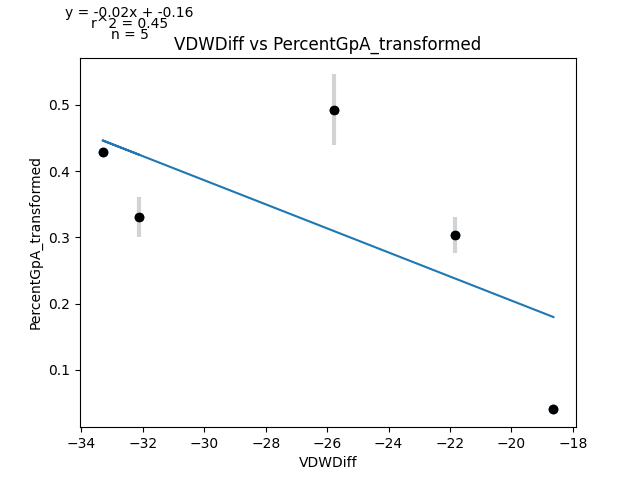 y = -0.02x + -0.16
r^2 = 0.45
n = 5
VDWDiff vs PercentGpA_transformed
PercentGpA_transformed
0.5
0.4
0.3
0.2
0.1
−34 −32 −30 −28 −26 −24 −22 −20 −18
VDWDiff